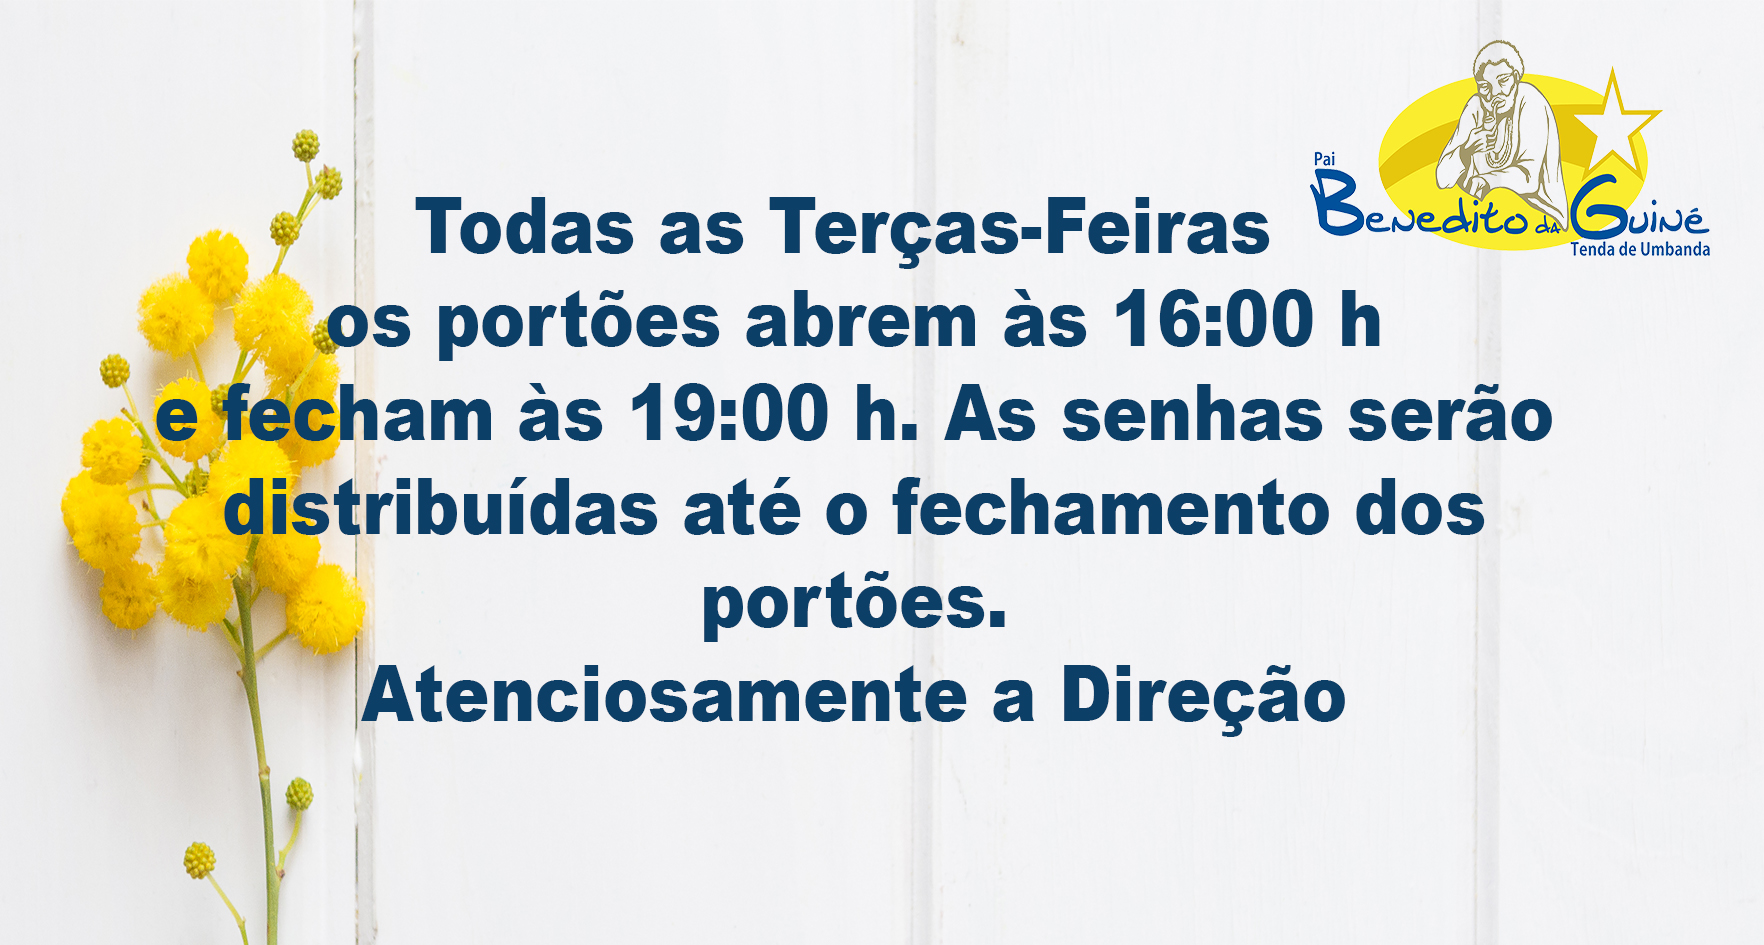 Pai
Benedito da Guiné
Tenda de Umbanda
Todas as Terças-Feiras
os portões abrem às 16:00 h
e fecham às 19:00 h. As senhas serão
distribuídas até o fechamento dos
portões.
Atenciosamente a Direção